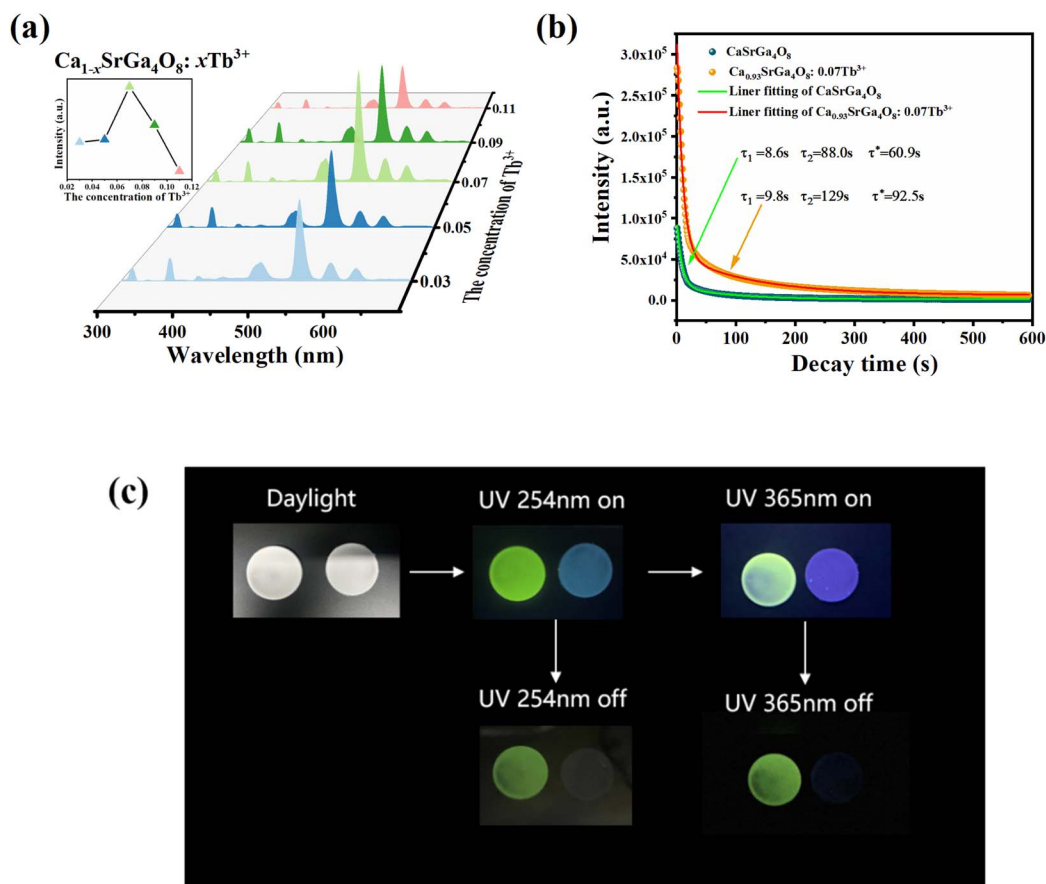 (a)
Ca₁₋ₓSrGa₄O₈: xTb³⁺
Intensity (a.u.)
0.02 0.04 0.06 0.08 0.10 0.12
The concentration of Tb³⁺
0.11
0.09
0.07
0.05
0.03
The concentration of Tb³⁺
300 400 500 600
Wavelength (nm)
(b)
3.0x10⁵
2.5x10⁵
2.0x10⁵
1.5x10⁵
1.0x10⁵
5.0x10⁴
0.0
Intensity (a.u.)
CaSrGa₄O₈
Ca₀.₉₃SrGa₄O₈: 0.07Tb³⁺
Liner fitting of CaSrGa₄O₈
Liner fitting of Ca₀.₉₃SrGa₄O₈: 0.07Tb³⁺
τ₁ =8.6s τ₂=88.0s τ*=60.9s
τ₁ =9.8s τ₂=129s τ*=92.5s
0 100 200 300 400 500 600
Decay time (s)
(c)
Daylight
UV 254nm on
UV 365nm on
UV 254nm off
UV 365nm off